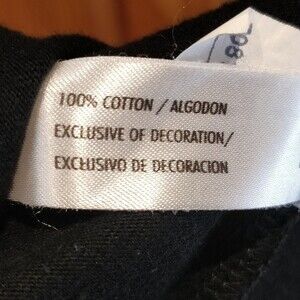 100% COTTON / ALGODON
EXCLUSIVE OF DECORATION/
EXCLUSIVO DE DECORACION